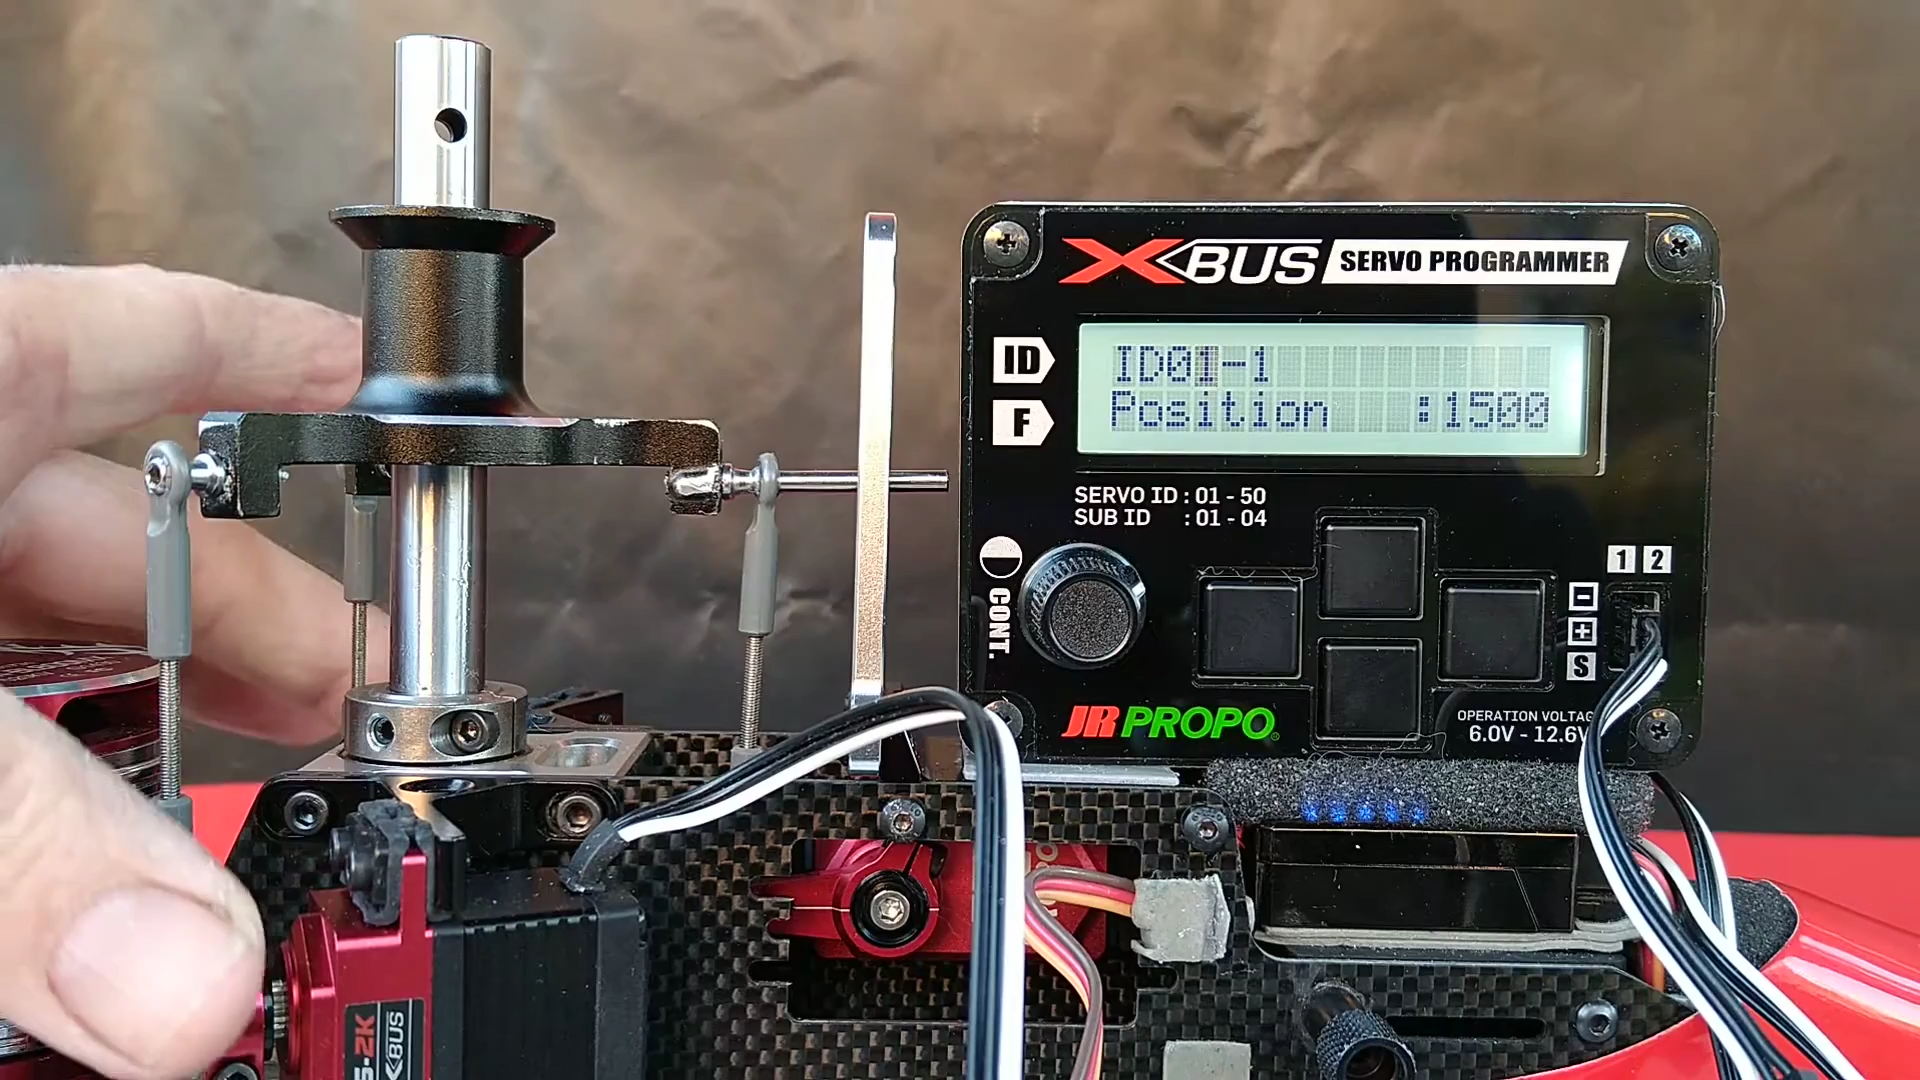 XBUS SERVO PROGRAMMER
ID
F
ID01-1
Position :1500
SERVO ID : 01 - 50
SUB ID : 01 - 04
CONT.
1 2
-
+
S
JR PROPO
OPERATION VOLTAG
6.0V - 12.6V
-2K
XBUS